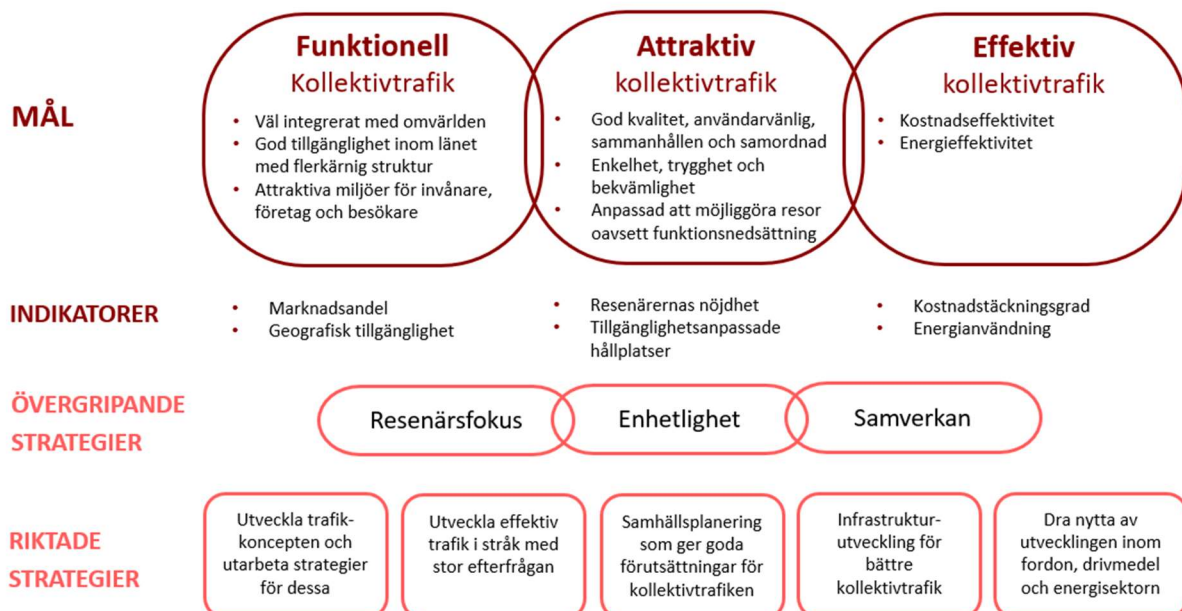 MÅL
Funktionell
Kollektivtrafik
• Väl integrerat med omvärlden
• God tillgänglighet inom länet
med flerkärnig struktur
• Attraktiva miljöer för invånare,
företag och besökare
Attraktiv
kollektivtrafik
• God kvalitet, användarvänlig,
sammanhållen och samordnad
• Enkelhet, trygghet och
bekvämlighet
• Anpassad att möjliggöra resor
oavsett funktionsnedsättning
Effektiv
kollektivtrafik
• Kostnadseffektivitet
• Energieffektivitet
INDIKATORER
• Marknadsandel
• Geografisk tillgänglighet
• Resenärernas nöjdhet
• Tillgänglighetsanpassade
hållplatser
• Kostnadstäckningsgrad
• Energianvändning
ÖVERGRIPANDE
STRATEGIER
Resenärsfokus
Enhetlighet
Samverkan
RIKTADE
STRATEGIER
Utveckla trafik-
koncepten och
utarbeta strategier
för dessa
Utveckla effektiv
trafik i stråk med
stor efterfrågan
Samhällsplanering
som ger goda
förutsättningar för
kollektivtrafiken
Infrastruktur-
utveckling för
bättre
kollektivtrafik
Dra nytta av
utvecklingen inom
fordon, drivmedel
och energisektorn